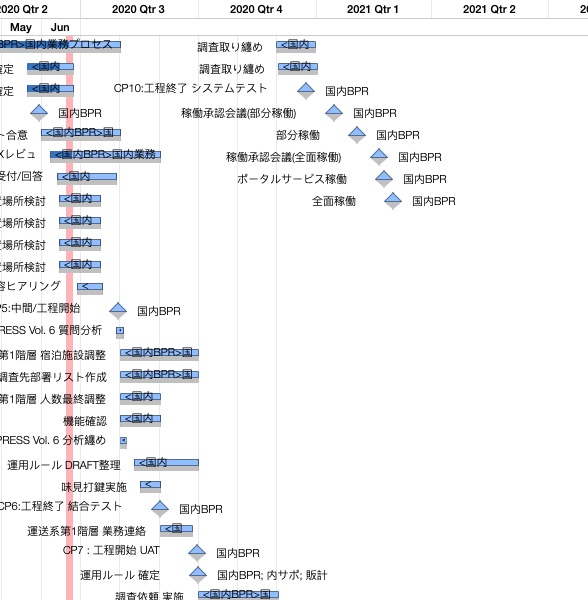 2020 Qtr 2 2020 Qtr 3 2020 Qtr 4 2021 Qtr 1 2021 Qtr 2
May Jun
BPR>国内業務プロセス 調査取り纏め <国内
確定 <国内 調査取り纏め <国内
確定 <国内 CP10:工程終了 システムテスト 国内BPR
国内BPR 稼働承認会議(部分稼働) 国内BPR
ト合意 <国内BPR>国 部分稼働 国内BPR
Xレビュ <国内BPR>国内業務 稼働承認会議(全面稼働) 国内BPR
受付/回答 <国内 ポータルサービス稼働 国内BPR
場所検討 <国内 全面稼働 国内BPR
場所検討 <国内
場所検討 <国内
場所検討 <国内
容ヒアリング <
P5:中間/工程開始 国内BPR
RESS Vol. 6 質問分析
第1階層 宿泊施設調整 <国内BPR>国
調査先部署リスト作成 <国内BPR>国
第1階層 人数最終調整 <国内
機能確認 <国内
PRESS Vol. 6 分析纏め
運用ルール DRAFT整理 <国内
味見打鍵実施 <
CP6:工程終了 結合テスト 国内BPR
運送系第1階層 業務連絡 <国
CP7 : 工程開始 UAT 国内BPR
運用ルール 確定 国内BPR; 内サポ; 販計
調査依頼 実施 <国内BPR>国